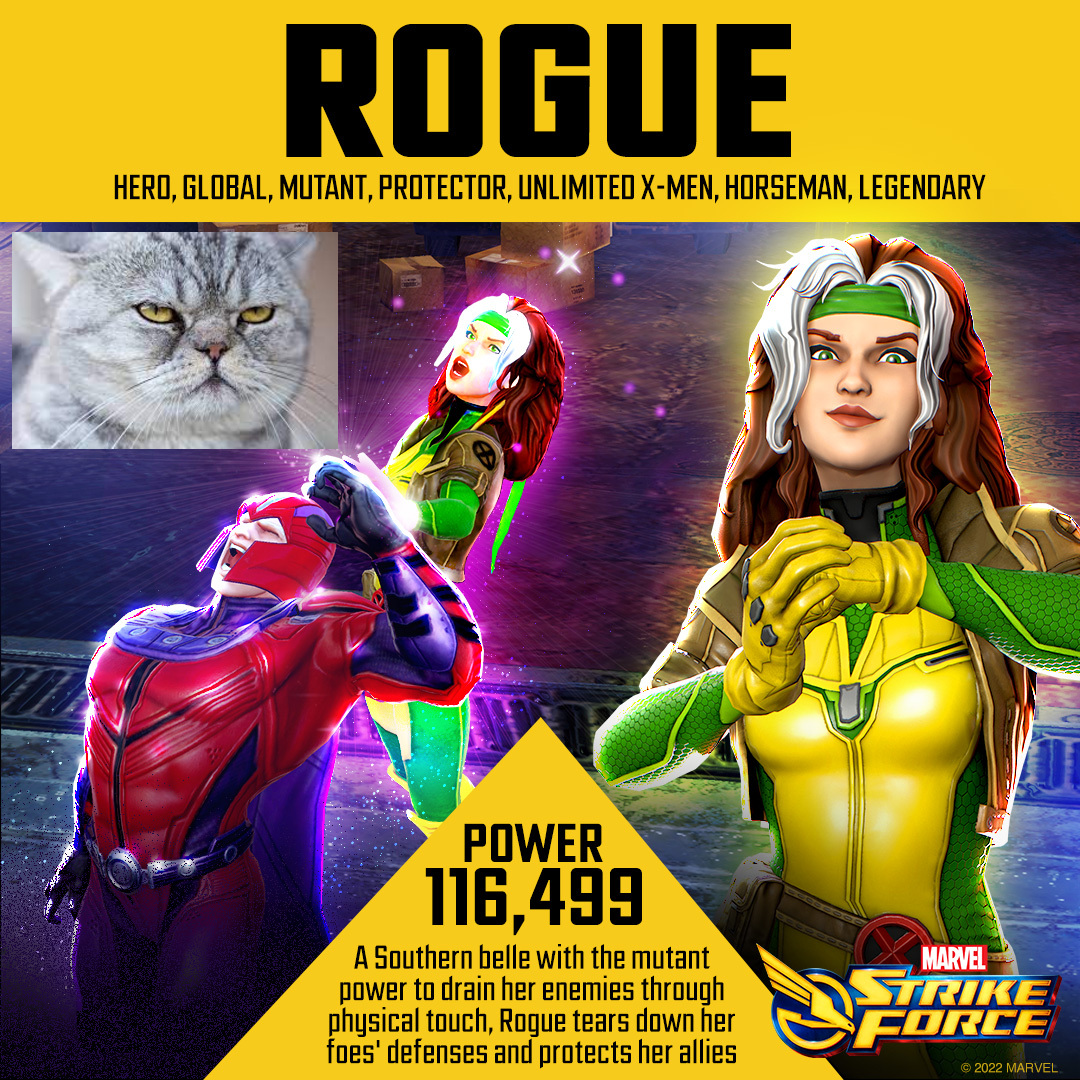 ROGUE
HERO, GLOBAL, MUTANT, PROTECTOR, UNLIMITED X-MEN, HORSEMAN, LEGENDARY
POWER
116,499
A Southern belle with the mutant
power to drain her enemies through
physical touch, Rogue tears down her
foes' defenses and protects her allies
MARVEL
STRIKE
FORCE
© 2022 MARVEL